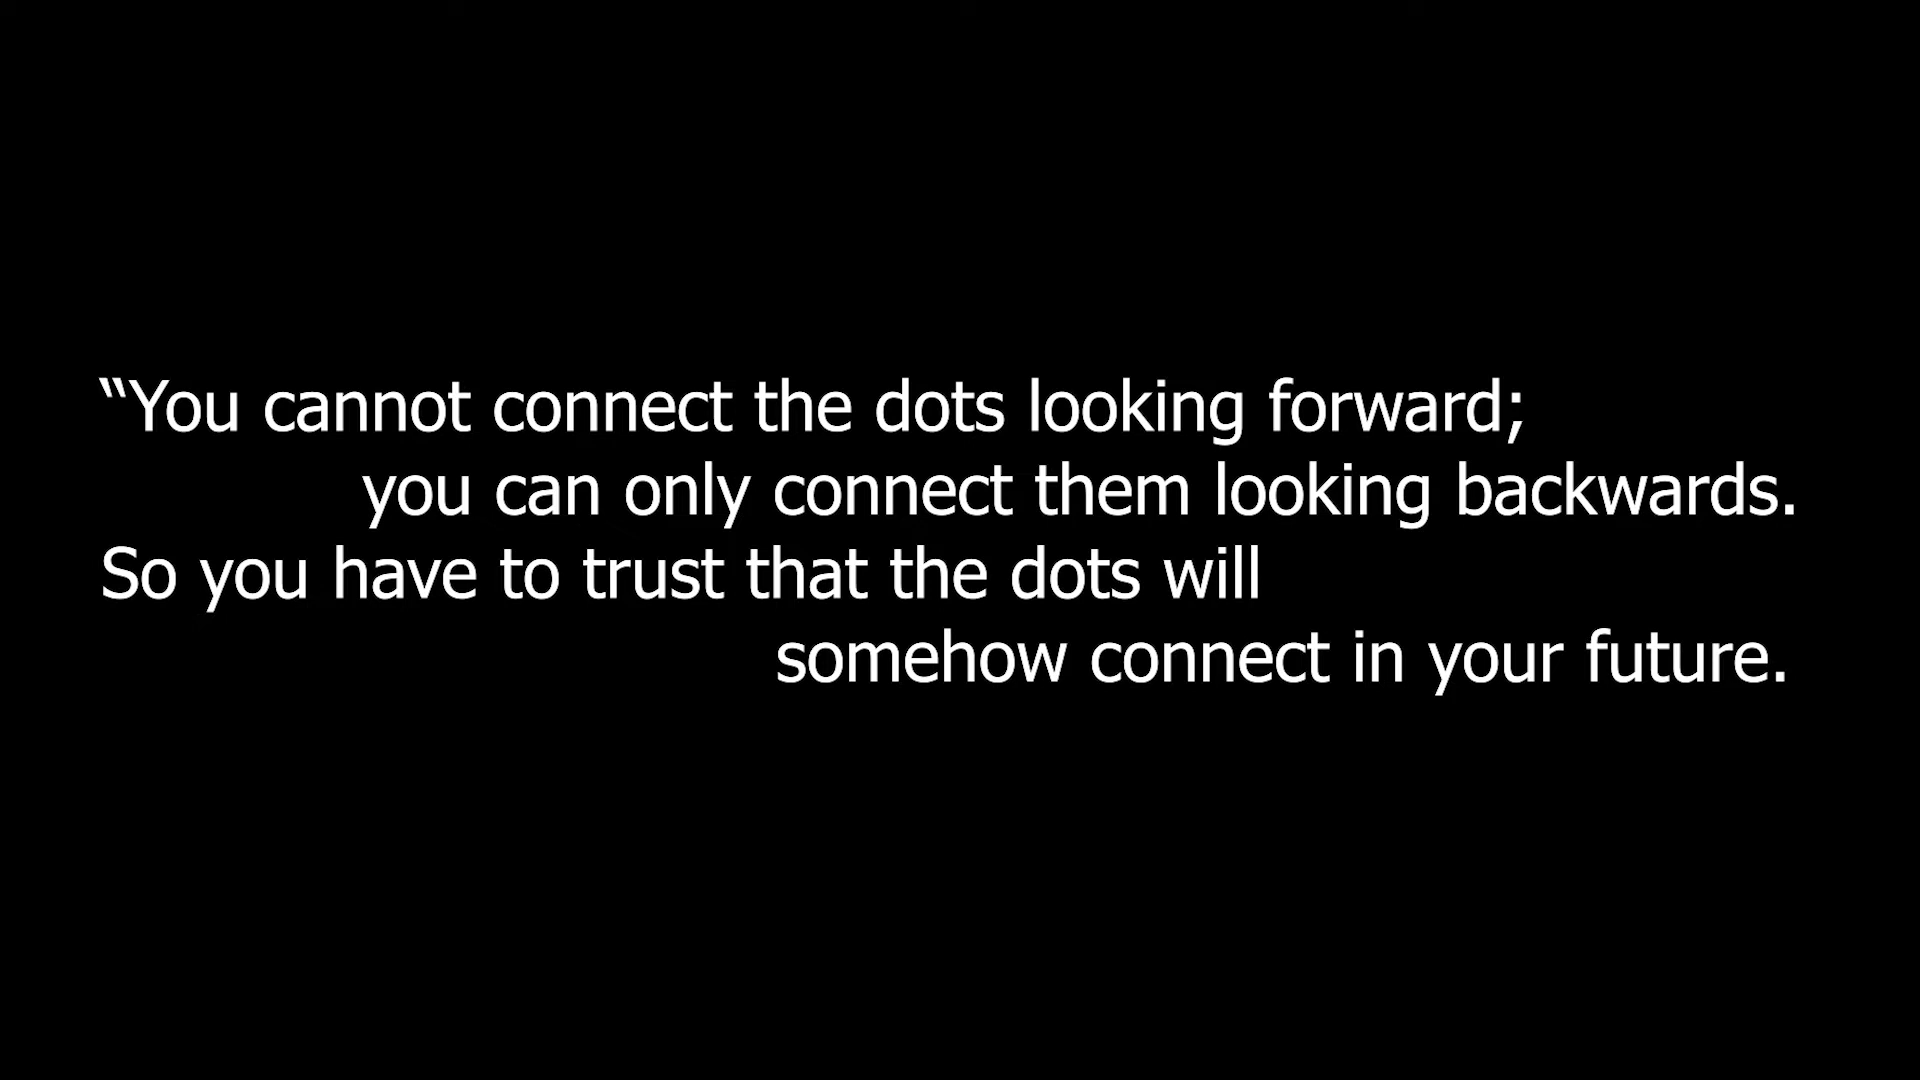 “You cannot connect the dots looking forward;
you can only connect them looking backwards.
So you have to trust that the dots will
somehow connect in your future.